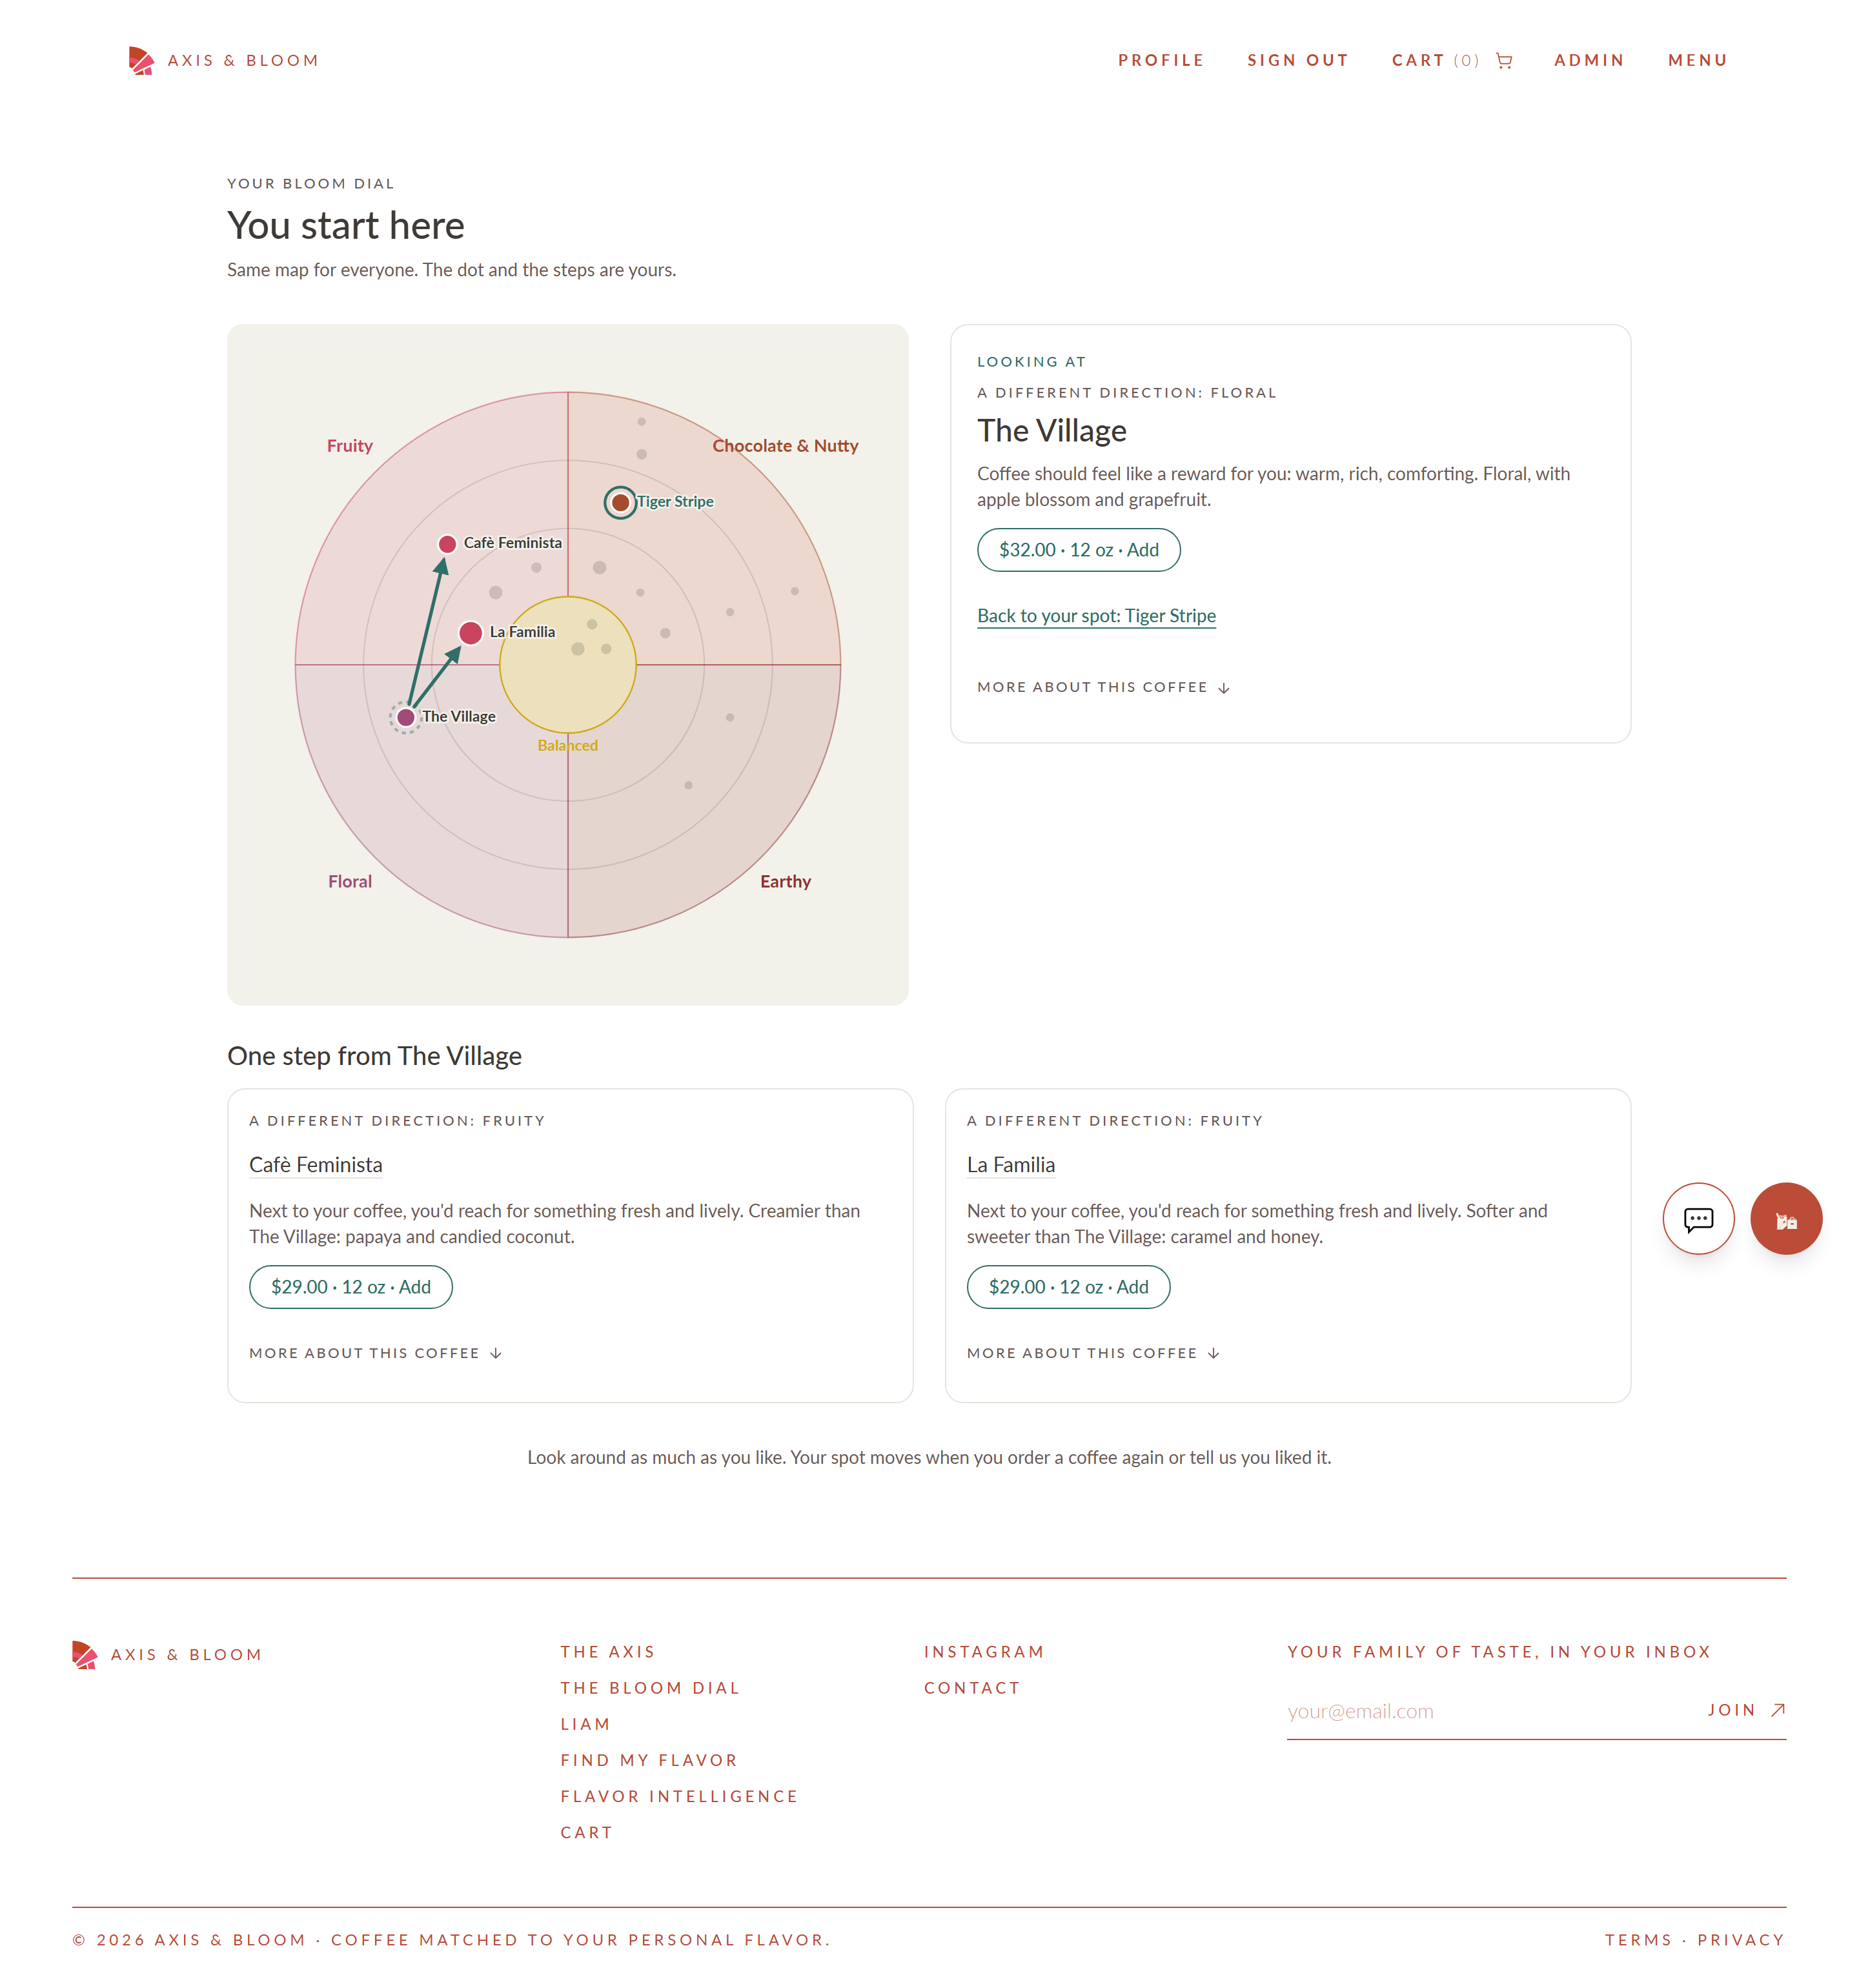 AXIS & BLOOM
PROFILE SIGN OUT CART (0) ADMIN MENU
YOUR BLOOM DIAL
You start here
Same map for everyone. The dot and the steps are yours.
Fruity
Chocolate & Nutty
Tiger Stripe
Cafè Feminista
La Familia
The Village
Balanced
Floral
Earthy
LOOKING AT
A DIFFERENT DIRECTION: FLORAL
The Village
Coffee should feel like a reward for you: warm, rich, comforting. Floral, with
apple blossom and grapefruit.
$32.00 · 12 oz · Add
Back to your spot: Tiger Stripe
MORE ABOUT THIS COFFEE ↓
One step from The Village
A DIFFERENT DIRECTION: FRUITY
Cafè Feminista
Next to your coffee, you'd reach for something fresh and lively. Creamier than
The Village: papaya and candied coconut.
$29.00 · 12 oz · Add
MORE ABOUT THIS COFFEE ↓
A DIFFERENT DIRECTION: FRUITY
La Familia
Next to your coffee, you'd reach for something fresh and lively. Softer and
sweeter than The Village: caramel and honey.
$29.00 · 12 oz · Add
MORE ABOUT THIS COFFEE ↓
Look around as much as you like. Your spot moves when you order a coffee again or tell us you liked it.
AXIS & BLOOM
THE AXIS
THE BLOOM DIAL
LIAM
FIND MY FLAVOR
FLAVOR INTELLIGENCE
CART
INSTAGRAM
CONTACT
YOUR FAMILY OF TASTE, IN YOUR INBOX
your@email.com
JOIN ↗
© 2026 AXIS & BLOOM · COFFEE MATCHED TO YOUR PERSONAL FLAVOR.
TERMS · PRIVACY